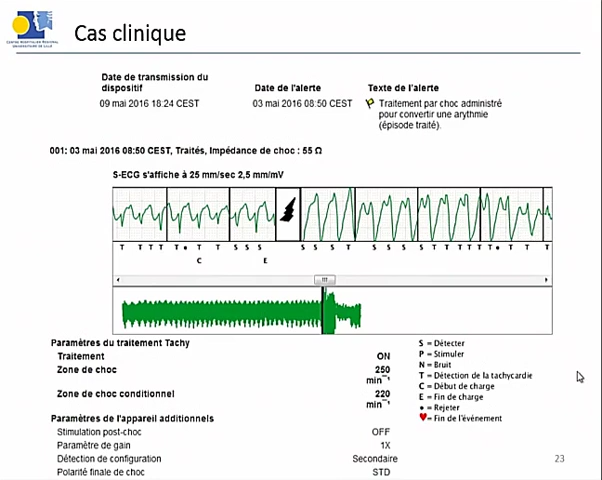 Cas clinique
Date de transmission du dispositif
09 mai 2016 18:24 CEST
Date de l'alerte
03 mai 2016 08:50 CEST
Texte de l'alerte
Traitement par choc administré
pour convertir une arythmie
(épisode traité).
001: 03 mai 2016 08:50 CEST, Traités, Impédance de choc : 55 Ω
S-ECG s'affiche à 25 mm/sec 2,5 mm/mV
T T T T T • T T S S S S S S T S S S S T T T T T T • T T T
C E
Paramètres du traitement Tachy
Traitement ON
Zone de choc 250
min⁻¹
Zone de choc conditionnel 220
min⁻¹
Paramètres de l'appareil additionnels
Stimulation post-choc OFF
Paramètre de gain 1X
Détection de configuration Secondaire
Polarité finale de choc STD
S = Détecter
P = Stimuler
N = Bruit
T = Détection de la tachycardie
C = Début de charge
E = Fin de charge
• = Rejeter
♥ = Fin de l'événement
23